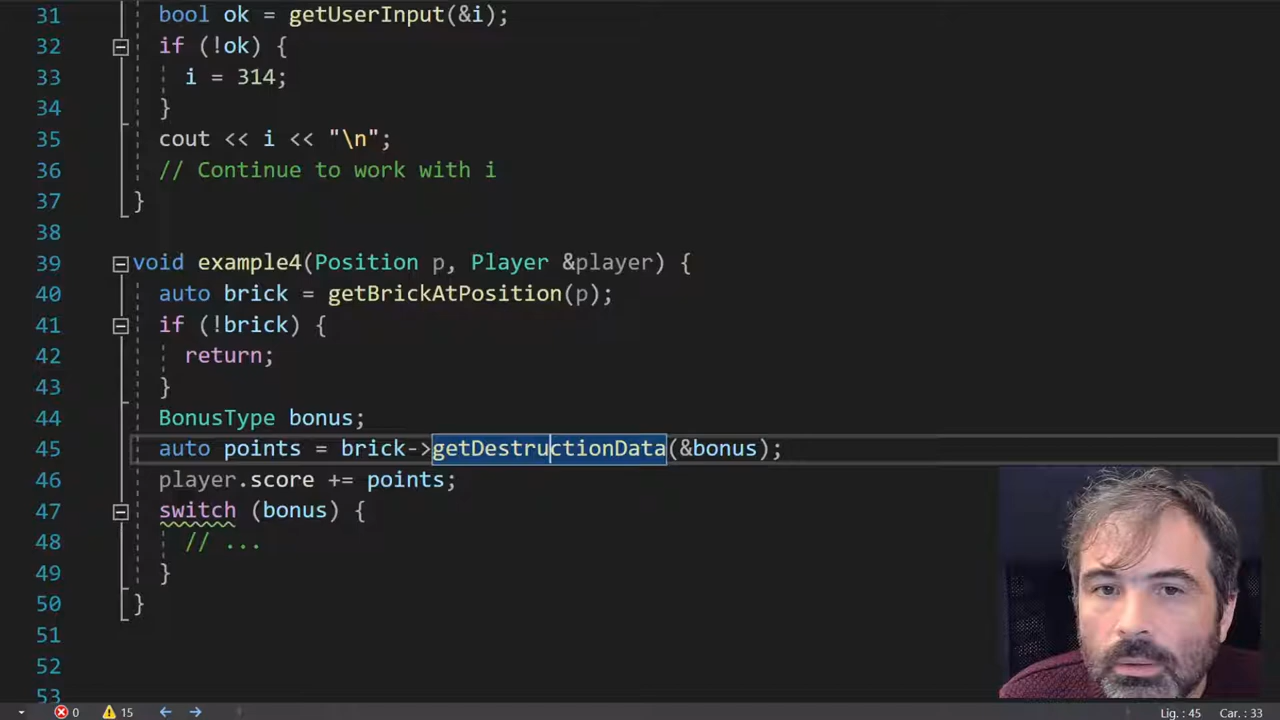 31 bool ok = getUserInput(&i);
32 if (!ok) {
33 i = 314;
34 }
35 cout << i << "\n";
36 // Continue to work with i
37 }
38
39 void example4(Position p, Player &player) {
40 auto brick = getBrickAtPosition(p);
41 if (!brick) {
42 return;
43 }
44 BonusType bonus;
45 auto points = brick->getDestructionData(&bonus);
46 player.score += points;
47 switch (bonus) {
48 // ...
49 }
50 }
51
52
53
0 15 Lig. : 45 Car. : 33